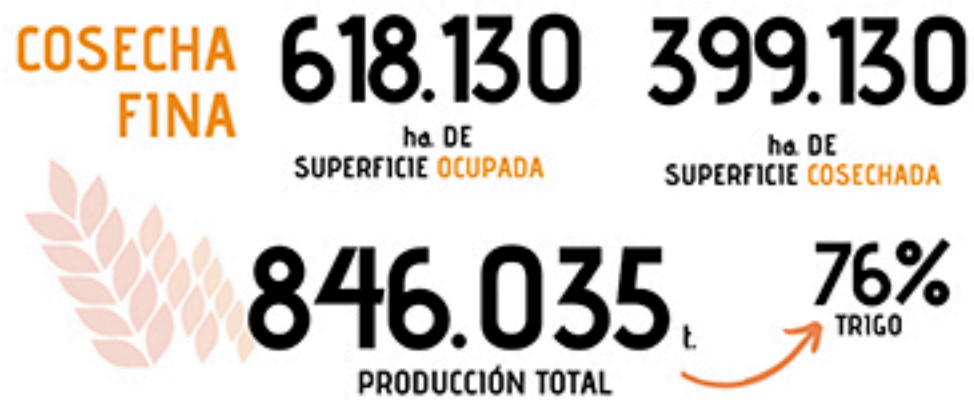 COSECHA
FINA
618.130
ha. DE
SUPERFICIE OCUPADA
399.130
ha. DE
SUPERFICIE COSECHADA
846.035 t.
PRODUCCIÓN TOTAL
76%
TRIGO